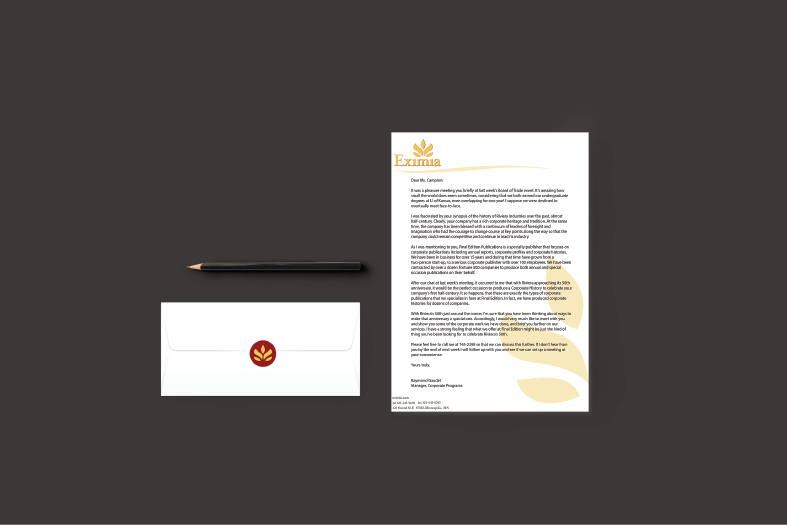 Eximia
Dear Ms. Campion:
It was a pleasure meeting you briefly at last week's Board of Trade event. It's amazing how
small the world does seem sometimes, considering that we both earned our undergraduate
degrees at U. of Kansas, even overlapping for one year! I suppose we were destined to
eventually meet face-to-face.
I was fascinated by your synopsis of the history of Riviera Industries over the past, almost
half-century. Clearly, your company has a rich corporate heritage and tradition. At the same
time, the company has been blessed with a continuum of leaders of foresight and
imagination who had the courage to change course at key points along the way so that the
company could remain competitive and continue to lead its industry.
As I was mentioning to you, Final Edition Publications is a specialty publisher that focuses on
corporate publications including annual reports, corporate profiles and corporate histories.
We have been in business for over 15 years and during that time have grown from a
two-person start-up, to a serious corporate publisher with over 100 employees. We have been
contracted by over a dozen Fortune 500 companies to produce both annual and special
occasion publications on their behalf.
After our chat at last week's meeting, it occurred to me that with Riviera approaching its 50th
anniversary, it would be the perfect occasion to produce a Corporate History to celebrate your
company's first half-century. It so happens, that these are exactly the types of corporate
publications that we specialize in here at Final Edition. In fact, we have produced corporate
histories for dozens of companies.
With Riviera's 50th just around the corner, I'm sure that you have been thinking about ways to
make that anniversary a special one. Accordingly, I would very much like to meet with you
and show you some of the corporate work we have done, and brief you further on our
services. I have a strong feeling that what we offer at Final Edition might be just the kind of
thing you've been looking for to celebrate Riviera's 50th.
Please feel free to call me at 745-2398 so that we can discuss this further. If I don't hear from
you by the end of next week I will follow up with you and see if we can set up a meeting at
your convenience.
Yours truly,
Raymond Gaudet
Manager, Corporate Programs
eximia.com